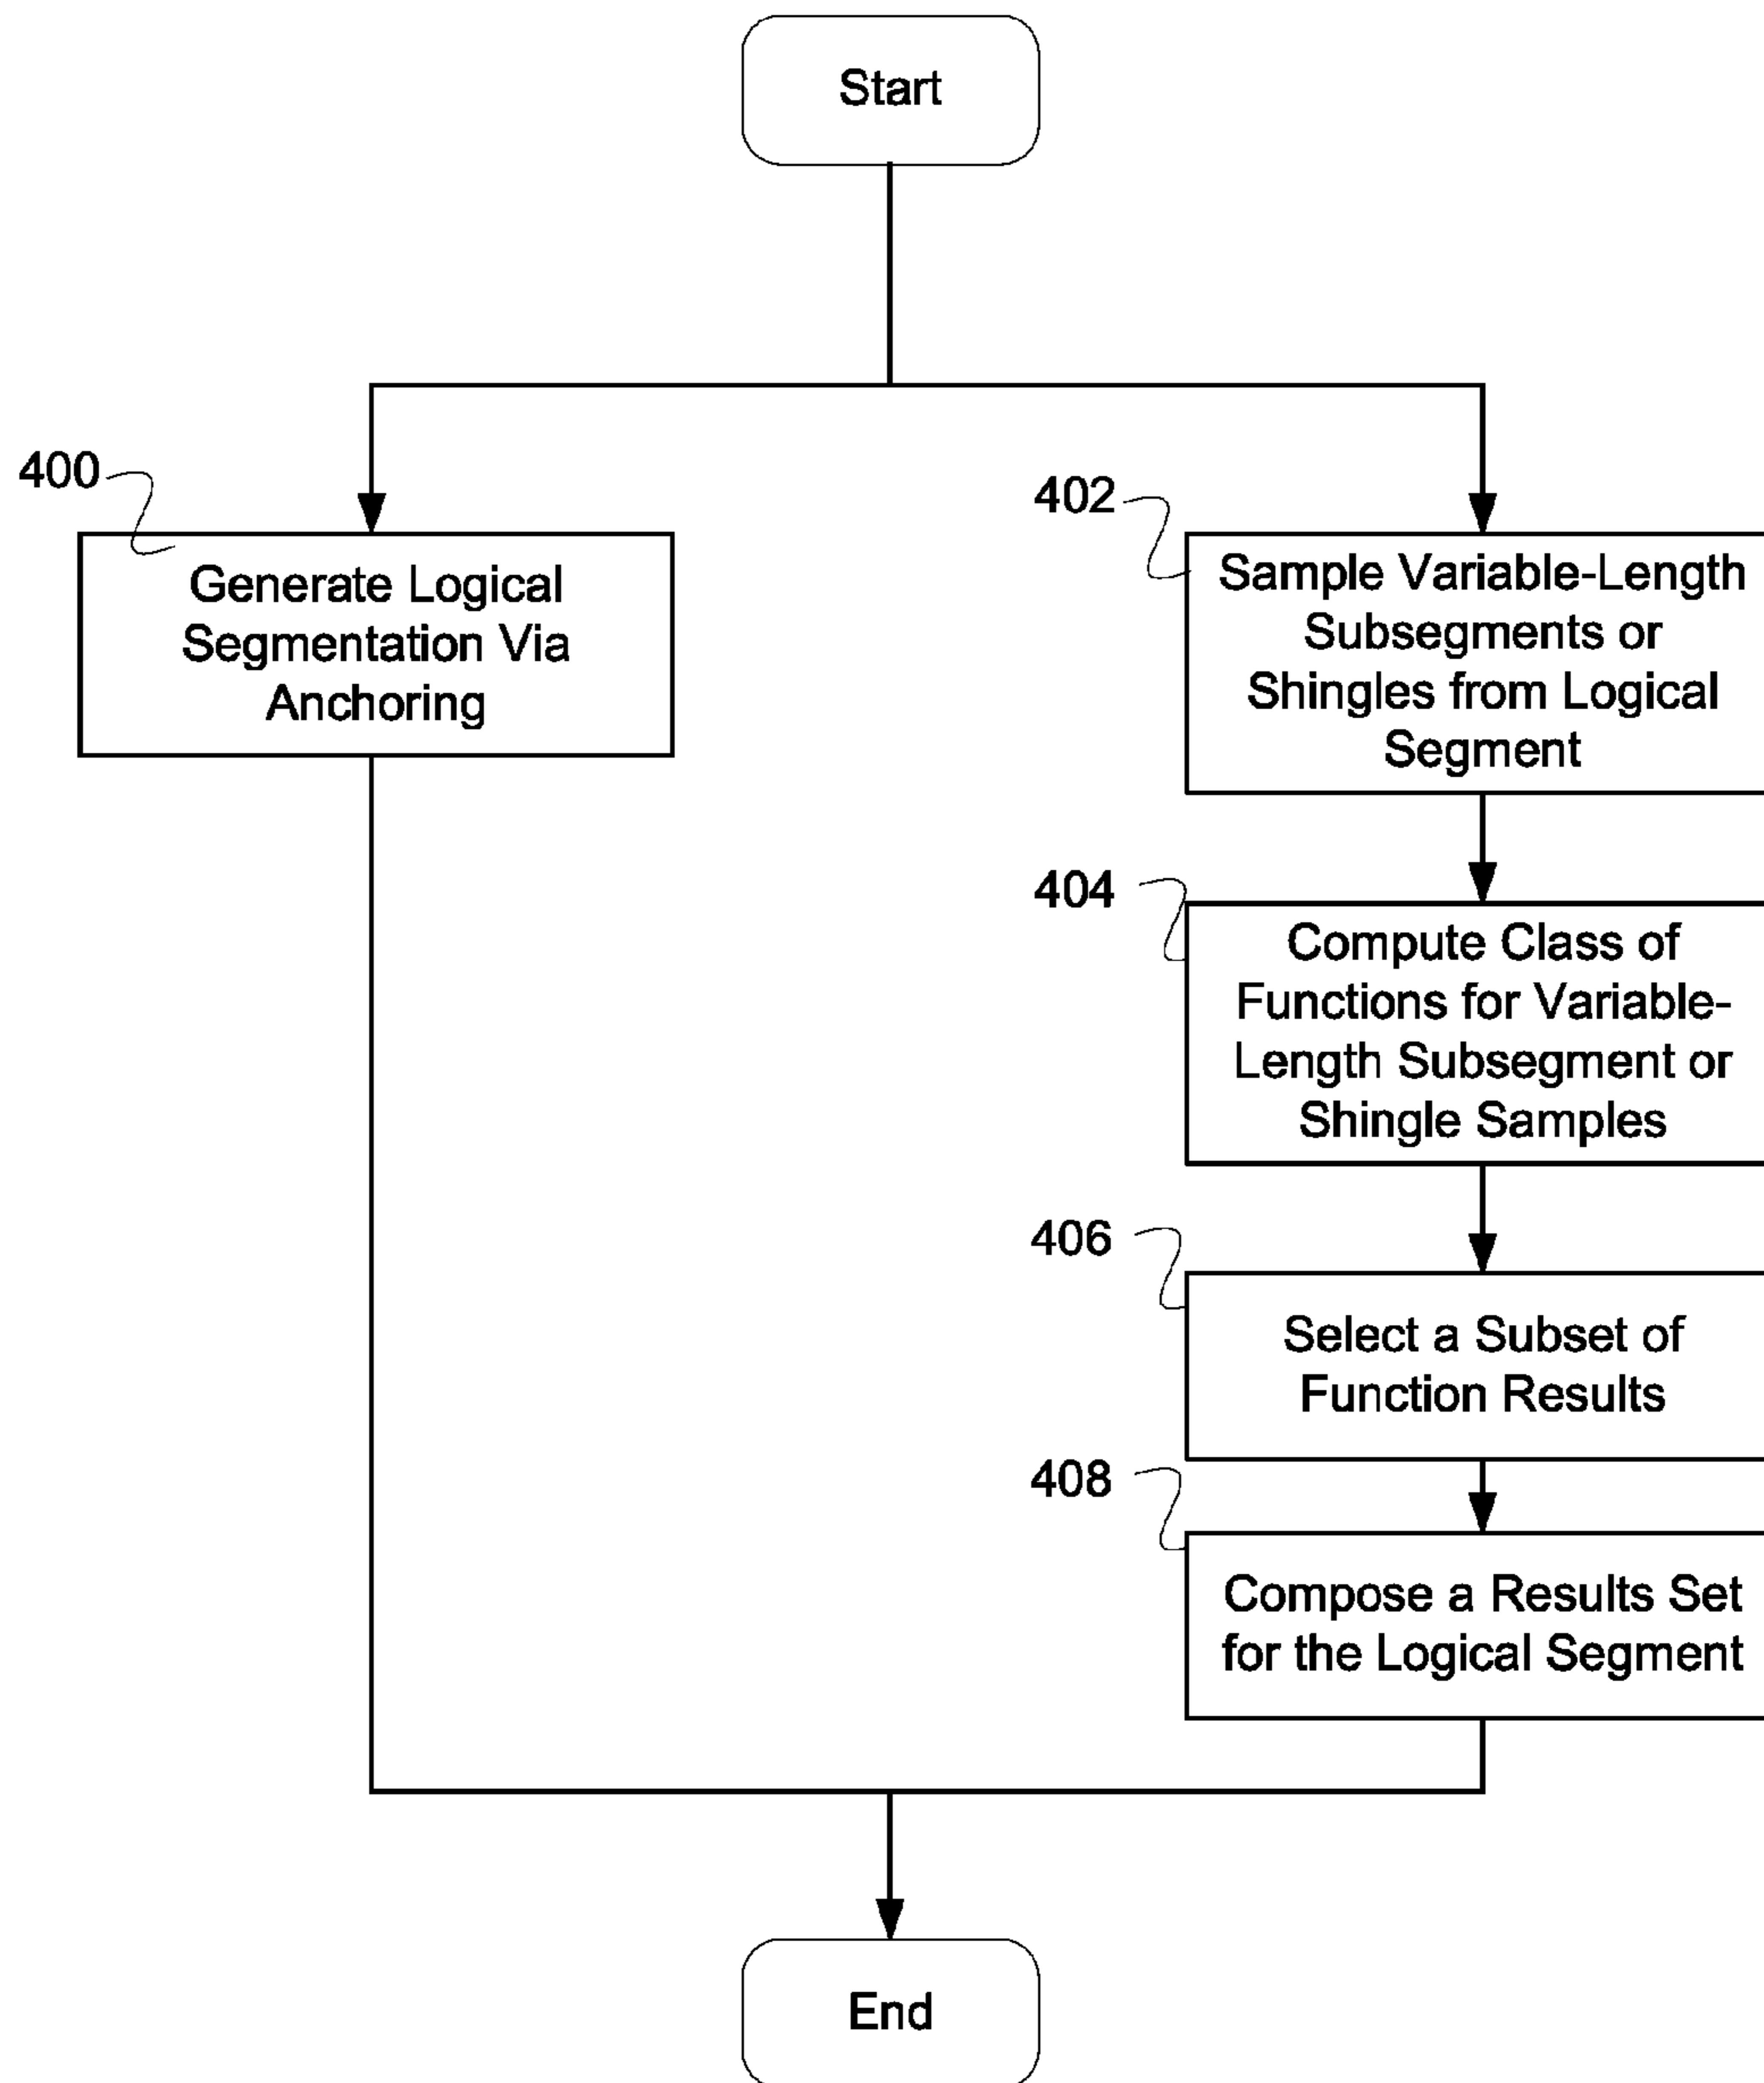 Start
400
Generate Logical
Segmentation Via
Anchoring
402
Sample Variable-Length
Subsegments or
Shingles from Logical
Segment
404
Compute Class of
Functions for Variable-
Length Subsegment or
Shingle Samples
406
Select a Subset of
Function Results
408
Compose a Results Set
for the Logical Segment
End